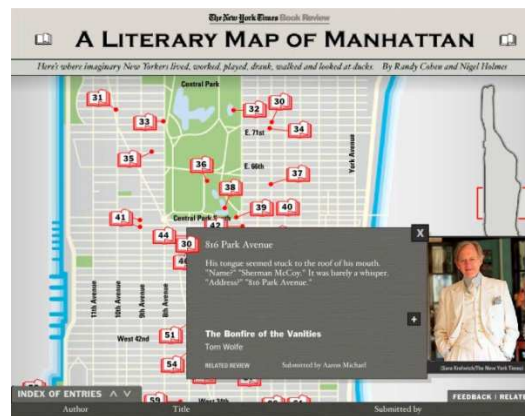 The New York Times Book Review
A LITERARY MAP OF MANHATTAN
Here's where imaginary New Yorkers lived, worked, played, drank, walked and looked at ducks. By Randy Cohen and Nigel Holmes
Central Park
31
32
30
33
E. 71st
34
35
E. 66th
York Avenue
36
37
38
39
40
41
Central Park South
42
44
30
816 Park Avenue
X
His tongue seemed stuck to the roof of his mouth.
"Name?" "Sherman McCoy." It was barely a whisper.
"Address?" "816 Park Avenue."
11th Avenue
10th Avenue
9th Avenue
8th Avenue
+
West 42nd
51
The Bonfire of the Vanities
Tom Wolfe
54
RELATED REVIEW
Submitted by Aaron Michael
INDEX OF ENTRIES
59
FEEDBACK | RELAT
Author
Title
Submitted by